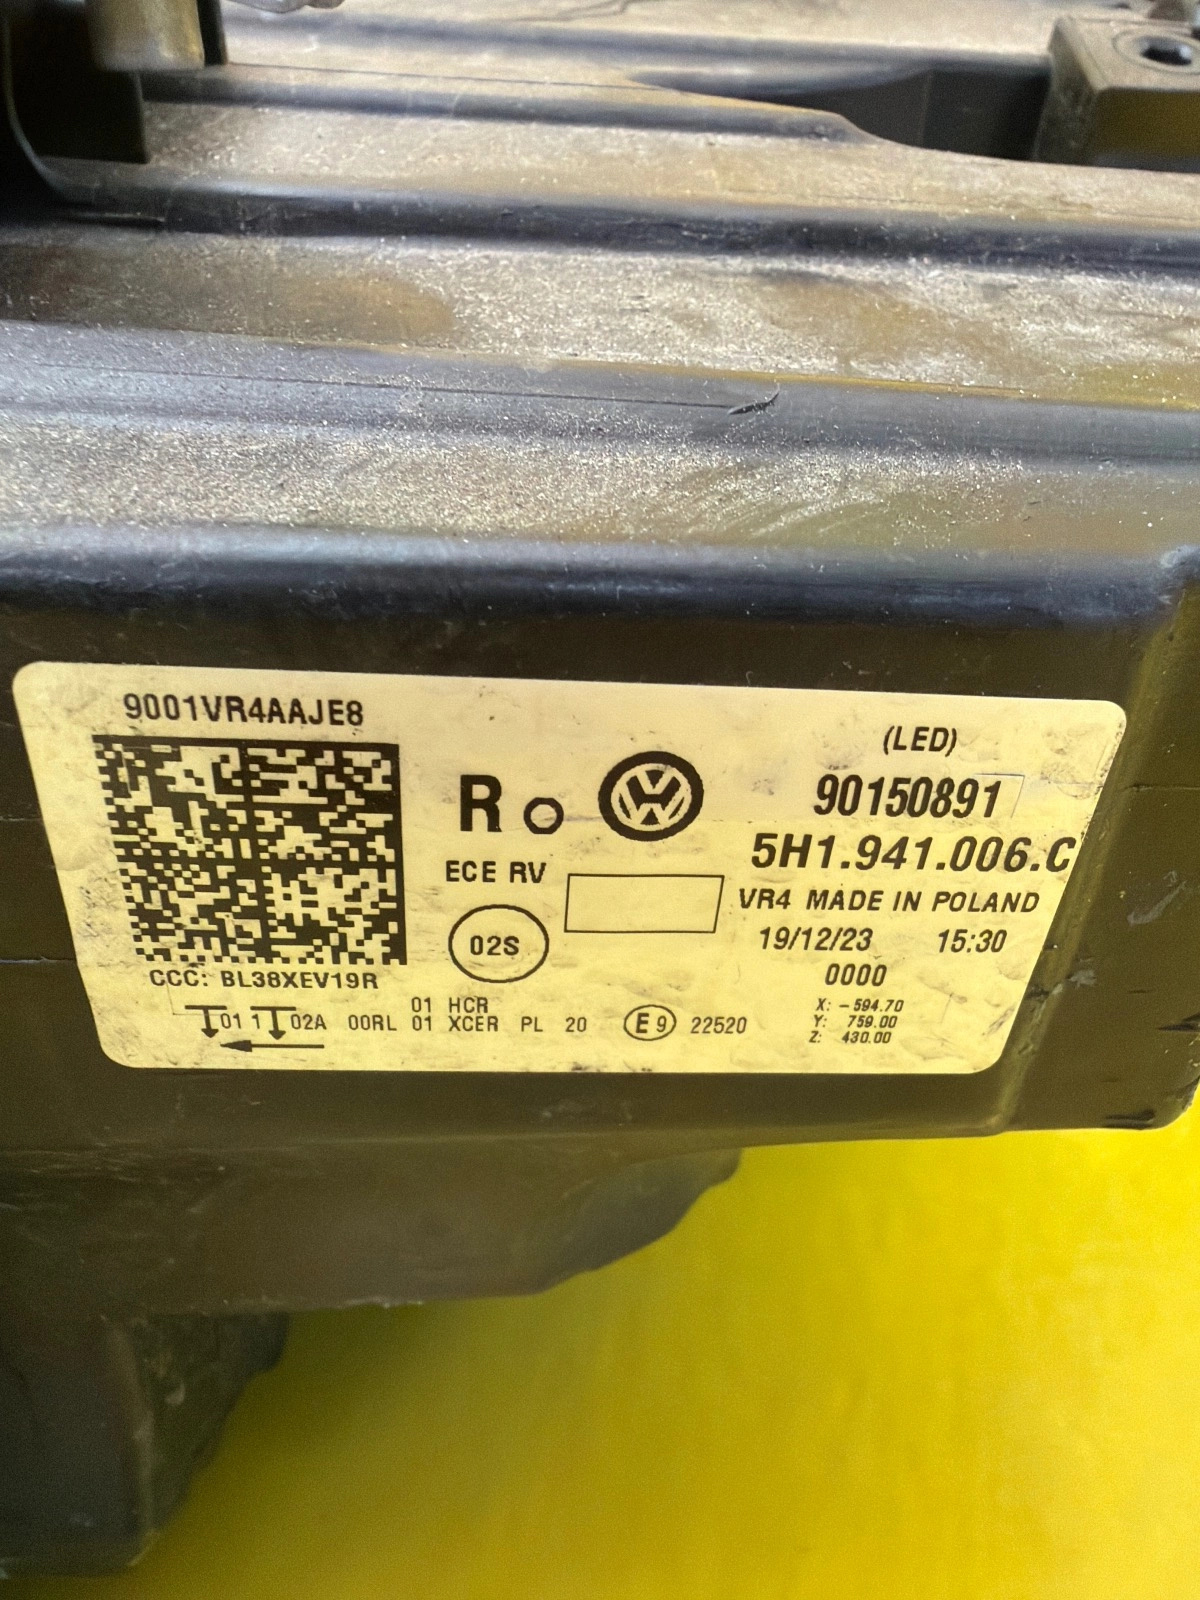 9001VR4AAJE8
(LED)
90150891
R
5H1.941.006.C
ECE RV
VR4 MADE IN POLAND
02S
19/12/23 15:30
0000
CCC: BL38XEV19R
01 HCR
01 1 02A 00RL 01 XCER PL 20 E9 22520
X: -594.70
Y: 759.00
Z: 430.00